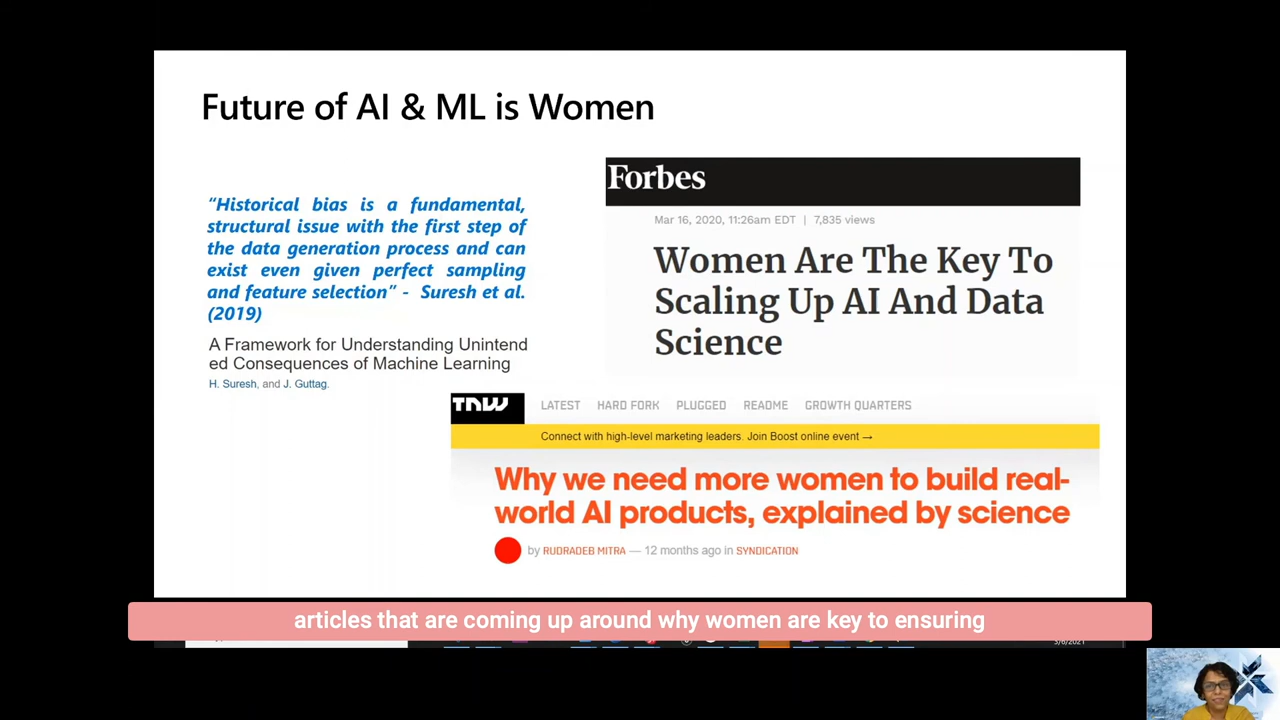 Future of AI & ML is Women
“Historical bias is a fundamental,
structural issue with the first step of
the data generation process and can
exist even given perfect sampling
and feature selection” - Suresh et al.
(2019)
A Framework for Understanding Unintend
ed Consequences of Machine Learning
H. Suresh, and J. Guttag.
Forbes
Mar 16, 2020, 11:26am EDT | 7,835 views
Women Are The Key To
Scaling Up AI And Data
Science
TNW LATEST HARD FORK PLUGGED README GROWTH QUARTERS
Connect with high-level marketing leaders. Join Boost online event →
Why we need more women to build real-
world AI products, explained by science
by RUDRADEB MITRA — 12 months ago in SYNDICATION
articles that are coming up around why women are key to ensuring